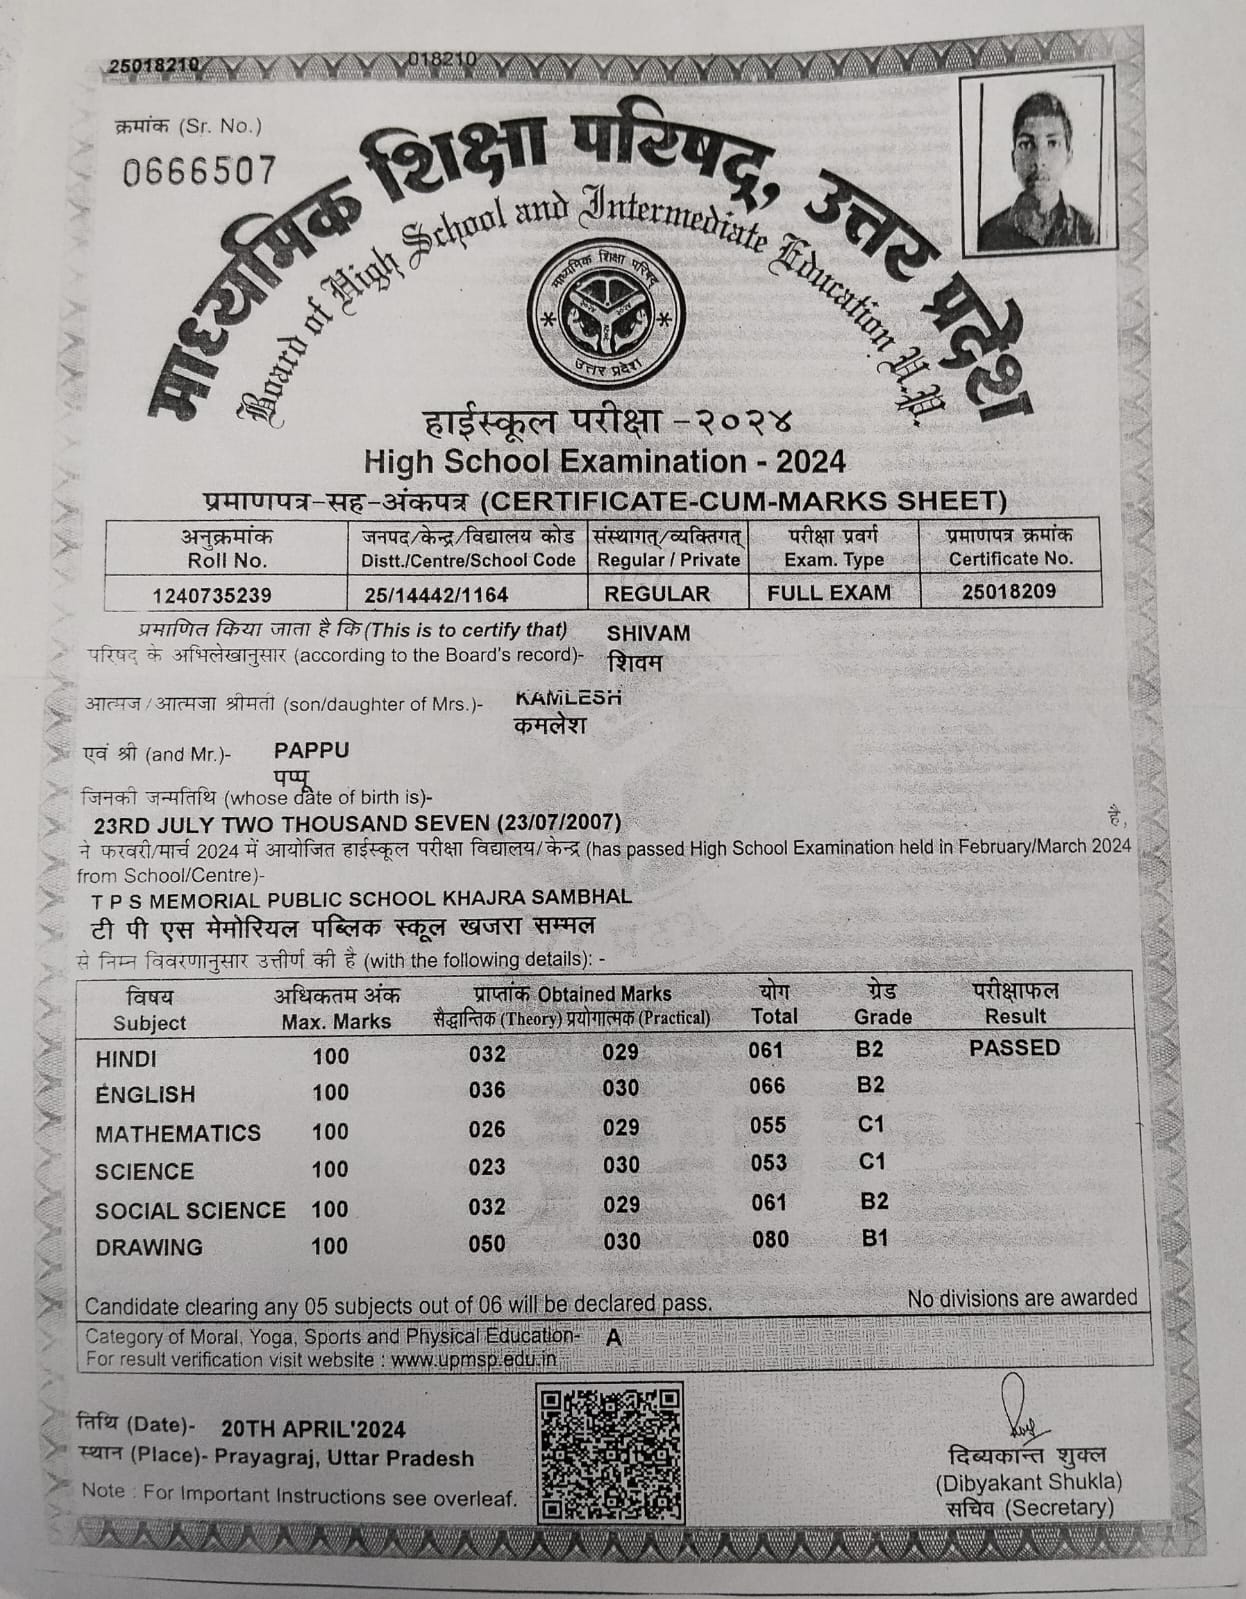 25018210 018210
क्रमांक (Sr. No.)
0666507
माध्यमिक शिक्षा परिषद्, उत्तर प्रदेश
Board of High School and Intermediate Education U.P.
माध्यमिक शिक्षा परिषद
उत्तर प्रदेश
हाईस्कूल परीक्षा -२०२४
High School Examination - 2024
प्रमाणपत्र-सह-अंकपत्र (CERTIFICATE-CUM-MARKS SHEET)
अनुक्रमांक जनपद/केन्द्र/विद्यालय कोड संस्थागत्/व्यक्तिगत् परीक्षा प्रवर्ग प्रमाणपत्र क्रमांक
Roll No. Distt./Centre/School Code Regular / Private Exam. Type Certificate No.
1240735239 25/14442/1164 REGULAR FULL EXAM 25018209
प्रमाणित किया जाता है कि (This is to certify that) SHIVAM
परिषद के अभिलेखानुसार (according to the Board's record)- शिवम
आत्मज/आत्मजा श्रीमती (son/daughter of Mrs.)- KAMLESH
कमलेश
एवं श्री (and Mr.)- PAPPU
पप्पू
जिनकी जन्मतिथि (whose date of birth is)-
23RD JULY TWO THOUSAND SEVEN (23/07/2007) है,
ने फरवरी/मार्च 2024 में आयोजित हाईस्कूल परीक्षा विद्यालय/केन्द्र (has passed High School Examination held in February/March 2024
from School/Centre)-
T P S MEMORIAL PUBLIC SCHOOL KHAJRA SAMBHAL
टी पी एस मेमोरियल पब्लिक स्कूल खजरा सम्भल
से निम्न विवरणानुसार उत्तीर्ण की है (with the following details): -
विषय अधिकतम अंक प्राप्तांक Obtained Marks योग ग्रेड परीक्षाफल
Subject Max. Marks सैद्धान्तिक (Theory) प्रयोगात्मक (Practical) Total Grade Result
HINDI 100 032 029 061 B2 PASSED
ENGLISH 100 036 030 066 B2
MATHEMATICS 100 026 029 055 C1
SCIENCE 100 023 030 053 C1
SOCIAL SCIENCE 100 032 029 061 B2
DRAWING 100 050 030 080 B1
Candidate clearing any 05 subjects out of 06 will be declared pass. No divisions are awarded
Category of Moral, Yoga, Sports and Physical Education- A
For result verification visit website : www.upmsp.edu.in
तिथि (Date)- 20TH APRIL'2024
स्थान (Place)- Prayagraj, Uttar Pradesh
Note : For Important Instructions see overleaf.
दिब्यकान्त शुक्ल
(Dibyakant Shukla)
सचिव (Secretary)